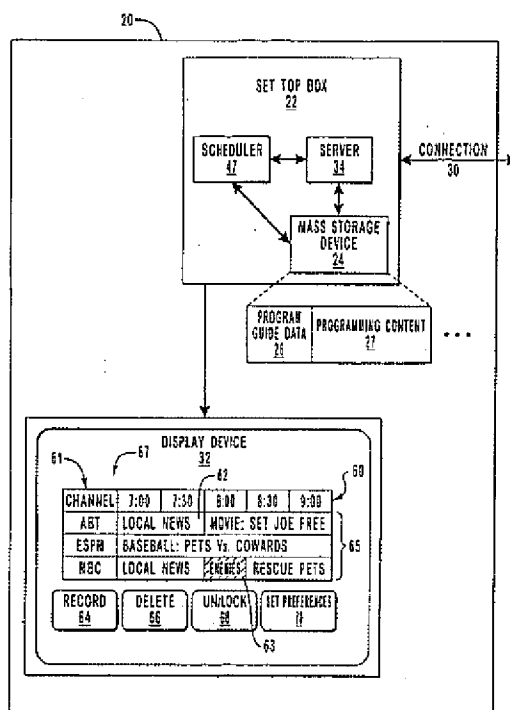 20
SET TOP BOX
22
SCHEDULER
47
SERVER
34
CONNECTION
30
MASS STORAGE
DEVICE
24
PROGRAM
GUIDE DATA
26
PROGRAMMING CONTENT
27
DISPLAY DEVICE
32
61
67
62
60
CHANNEL 7:00 7:30 8:00 8:30 9:00
ABT LOCAL NEWS MOVIE: SET JOE FREE
ESPN BASEBALL: PETS Vs. COWARDS
NBC LOCAL NEWS ENEMIES RESCUE PETS
65
RECORD
64
DELETE
66
UN/LOCK
68
SET PREFERENCES
63